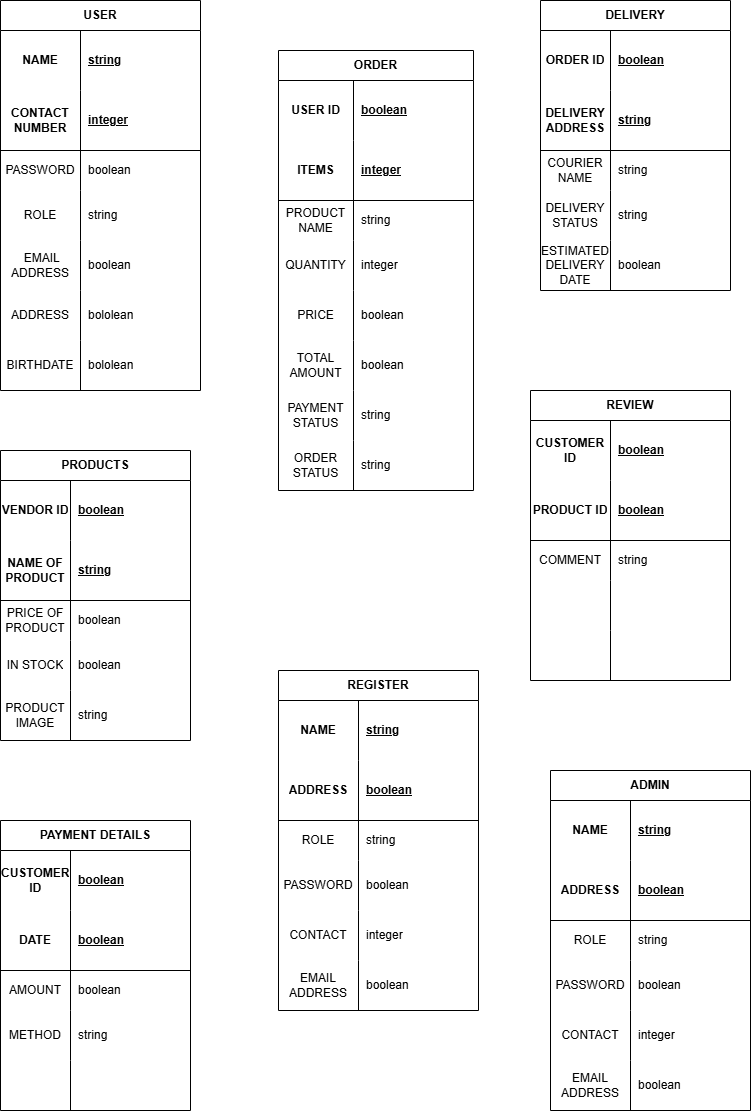 USER
NAME string
CONTACT
NUMBER integer
PASSWORD boolean
ROLE string
EMAIL
ADDRESS boolean
ADDRESS bololean
BIRTHDATE bololean
ORDER
USER ID boolean
ITEMS integer
PRODUCT
NAME string
QUANTITY integer
PRICE boolean
TOTAL
AMOUNT boolean
PAYMENT
STATUS string
ORDER
STATUS string
DELIVERY
ORDER ID boolean
DELIVERY
ADDRESS string
COURIER
NAME string
DELIVERY
STATUS string
ESTIMATED
DELIVERY boolean
DATE
PRODUCTS
VENDOR ID boolean
NAME OF
PRODUCT string
PRICE OF
PRODUCT boolean
IN STOCK boolean
PRODUCT
IMAGE string
REVIEW
CUSTOMER
ID boolean
PRODUCT ID boolean
COMMENT string
REGISTER
NAME string
ADDRESS boolean
ROLE string
PASSWORD boolean
CONTACT integer
EMAIL
ADDRESS boolean
PAYMENT DETAILS
CUSTOMER
ID boolean
DATE boolean
AMOUNT boolean
METHOD string
ADMIN
NAME string
ADDRESS boolean
ROLE string
PASSWORD boolean
CONTACT integer
EMAIL
ADDRESS boolean